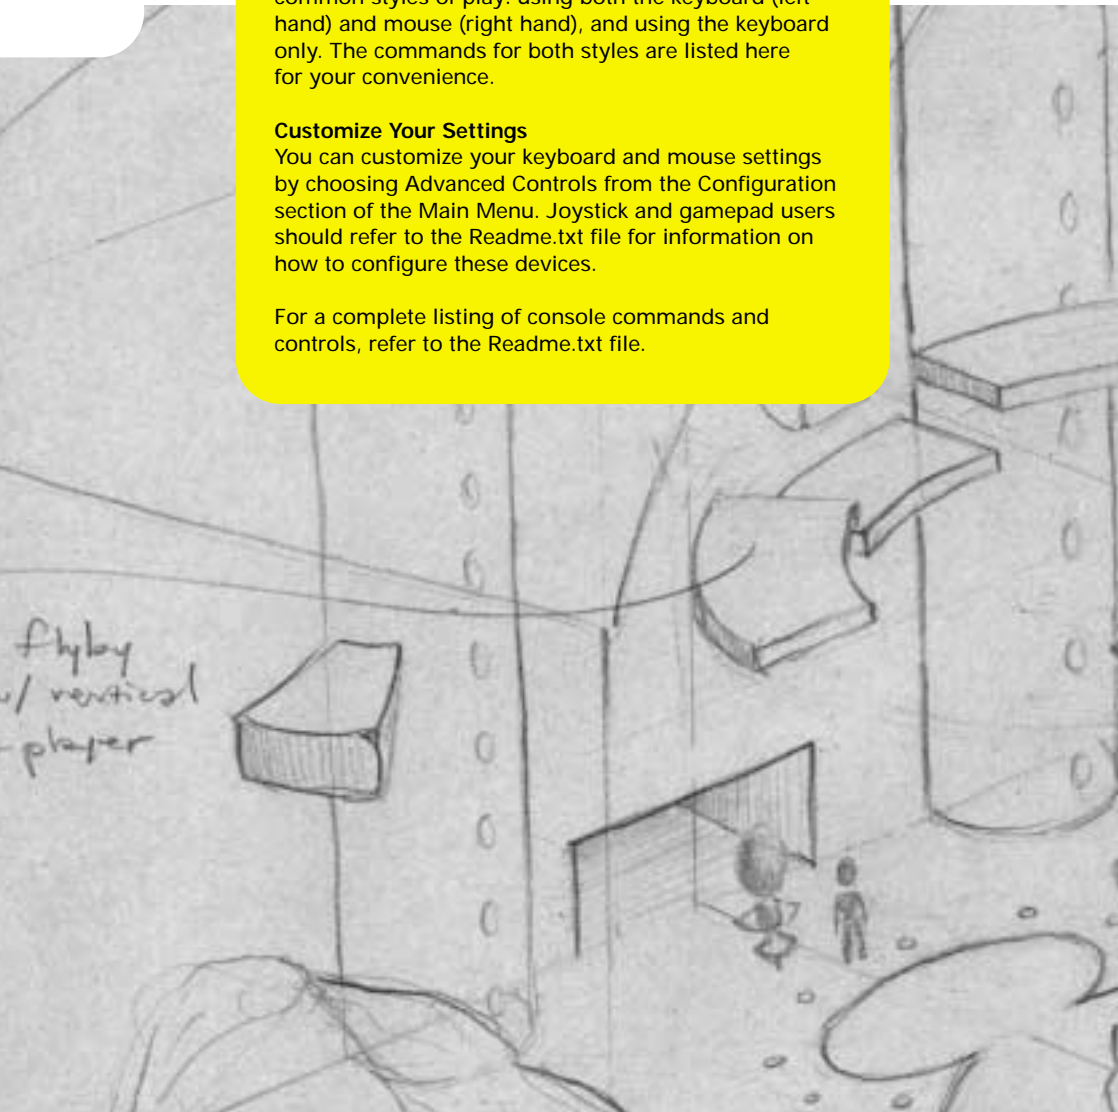 common styles of play: using both the keyboard (left
hand) and mouse (right hand), and using the keyboard
only. The commands for both styles are listed here
for your convenience.
Customize Your Settings
You can customize your keyboard and mouse settings
by choosing Advanced Controls from the Configuration
section of the Main Menu. Joystick and gamepad users
should refer to the Readme.txt file for information on
how to configure these devices.
For a complete listing of console commands and
controls, refer to the Readme.txt file.
flyby
w/ vertical
player